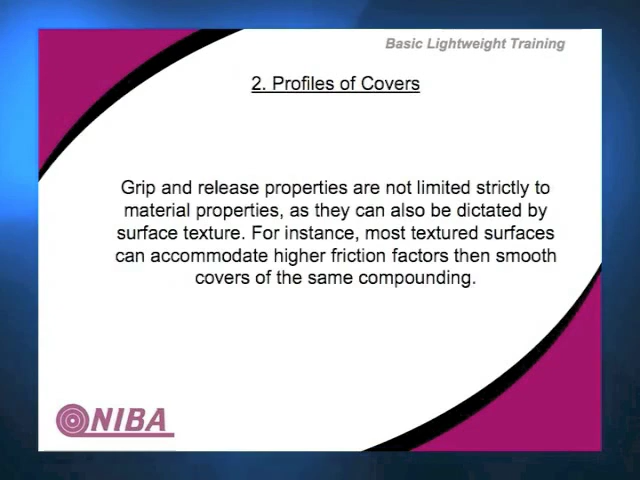 Basic Lightweight Training
2. Profiles of Covers
Grip and release properties are not limited strictly to
material properties, as they can also be dictated by
surface texture. For instance, most textured surfaces
can accommodate higher friction factors then smooth
covers of the same compounding.
NIBA